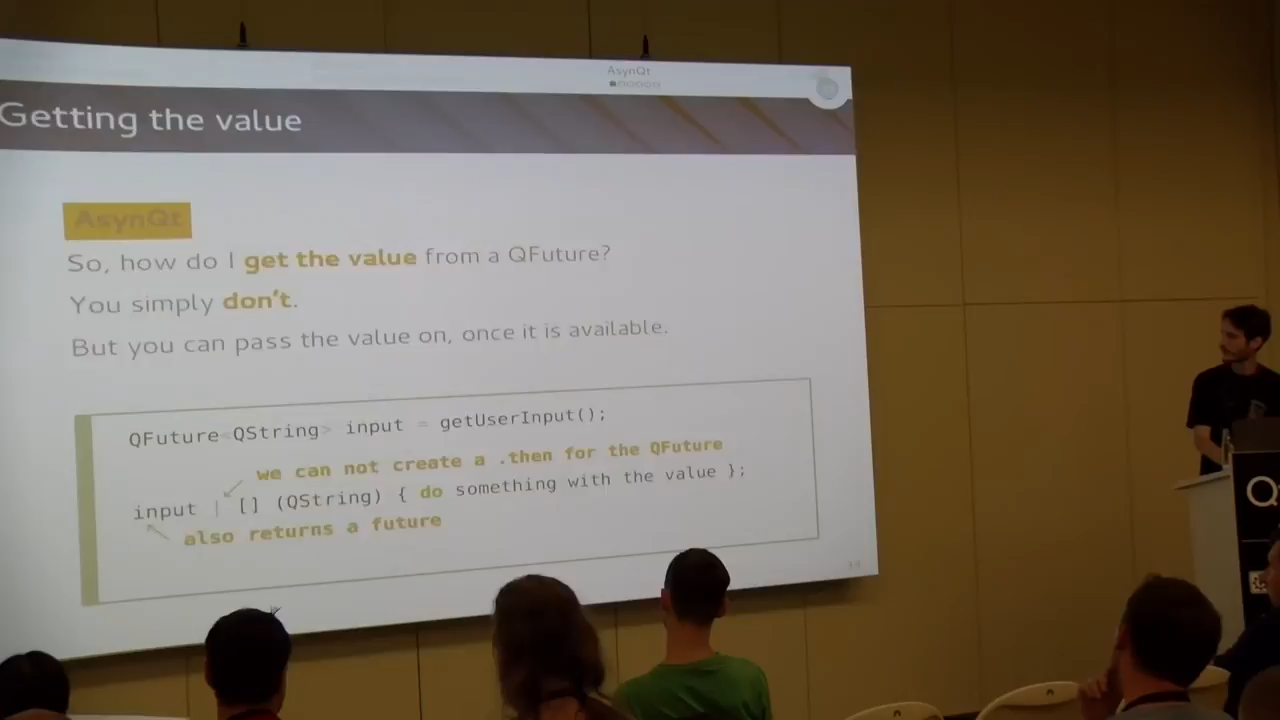 AsynQt
Getting the value
AsynQt
So, how do I get the value from a QFuture?
You simply don't.
But you can pass the value on, once it is available.
QFuture<QString> input = getUserInput();
we can not create a .then for the QFuture
input | [] (QString) { do something with the value };
also returns a future